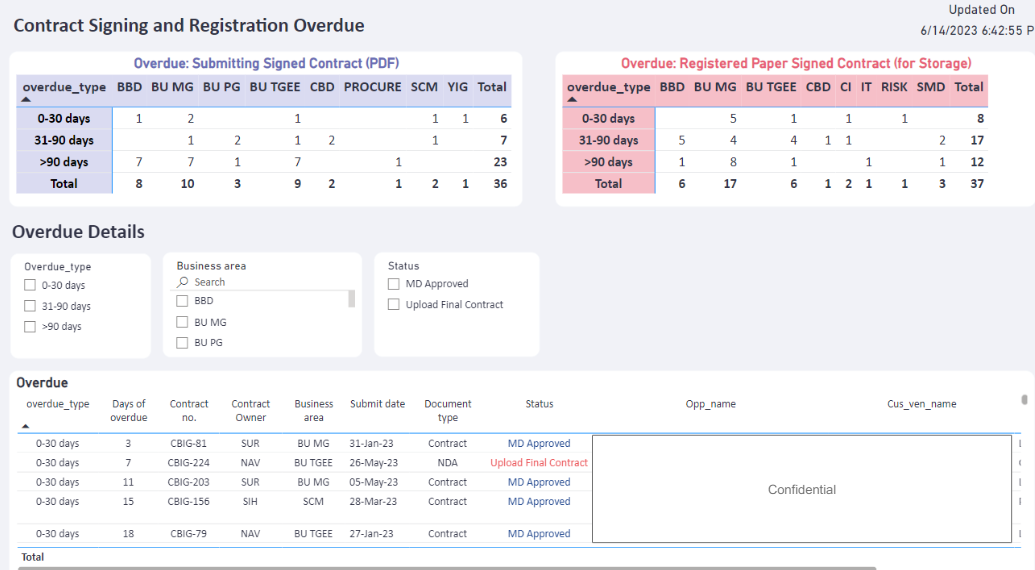 Updated On
Contract Signing and Registration Overdue
6/14/2023 6:42:55 P
Overdue: Submitting Signed Contract (PDF)
overdue_type BBD BU MG BU PG BU TGEE CBD PROCURE SCM YIG Total
0-30 days 1 2 1 1 1 6
31-90 days 1 2 1 2 1 7
>90 days 7 7 1 7 1 23
Total 8 10 3 9 2 1 2 1 36
Overdue: Registered Paper Signed Contract (for Storage)
overdue_type BBD BU MG BU TGEE CBD CI IT RISK SMD Total
0-30 days 5 1 1 1 8
31-90 days 5 4 4 1 1 2 17
>90 days 1 8 1 1 1 12
Total 6 17 6 1 2 1 1 3 37
Overdue Details
Overdue_type
0-30 days
31-90 days
>90 days
Business area
Search
BBD
BU MG
BU PG
Status
MD Approved
Upload Final Contract
Overdue
overdue_type Days of Contract Contract Business Submit date Document Status Opp_name Cus_ven_name
overdue no. Owner area type
0-30 days 3 CBIG-81 SUR BU MG 31-Jan-23 Contract MD Approved
0-30 days 7 CBIG-224 NAV BU TGEE 26-May-23 NDA Upload Final Contract
0-30 days 11 CBIG-203 SUR BU MG 05-May-23 Contract MD Approved
Confidential
0-30 days 15 CBIG-156 SIH SCM 28-Mar-23 Contract MD Approved
0-30 days 18 CBIG-79 NAV BU TGEE 27-Jan-23 Contract MD Approved
Total